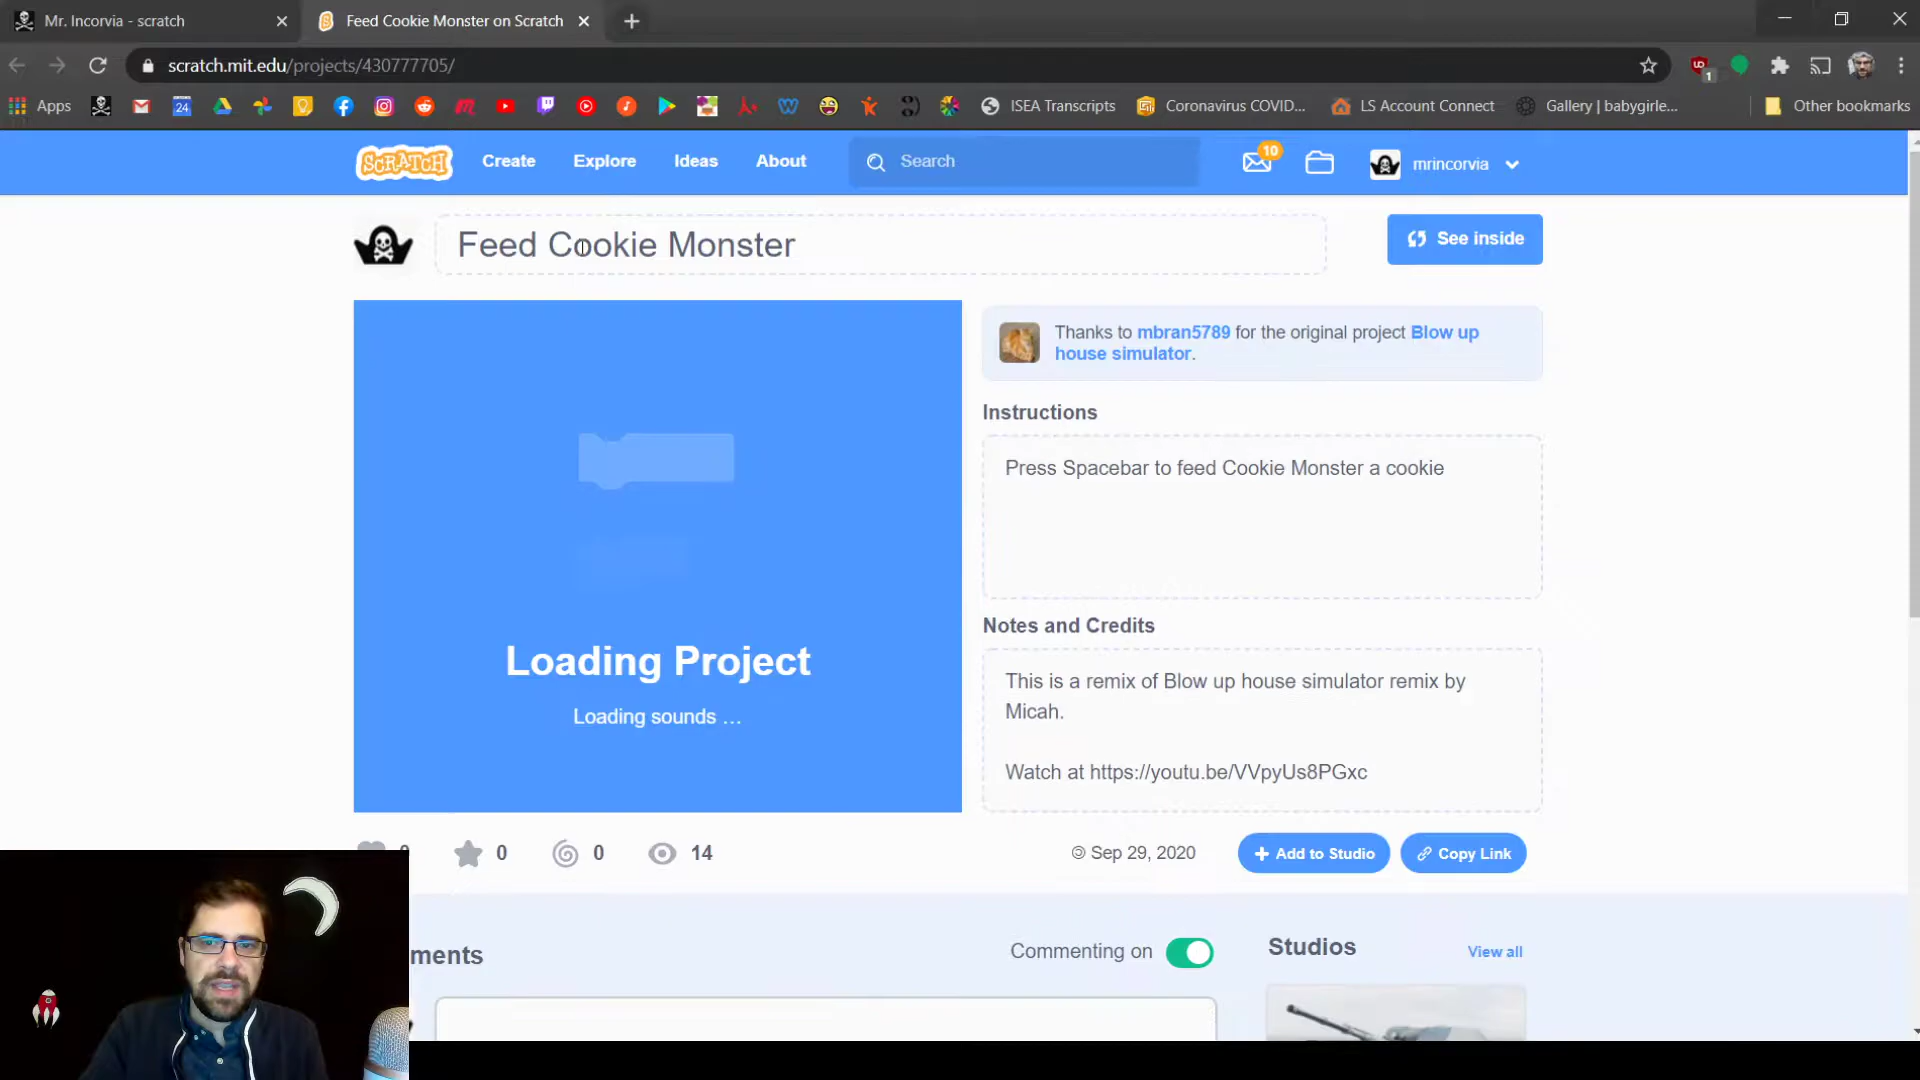 Mr. Incorvia - scratch
Feed Cookie Monster on Scratch
scratch.mit.edu/projects/430777705/
UD
1
Apps
24
ISEA Transcripts
Coronavirus COVID...
LS Account Connect
Gallery | babygirle...
Other bookmarks
SCRATCH
Create
Explore
Ideas
About
Search
10
mrincorvia
Feed Cookie Monster
See inside
Thanks to mbran5789 for the original project Blow up
house simulator.
Instructions
Press Spacebar to feed Cookie Monster a cookie
Loading Project
Loading sounds …
Notes and Credits
This is a remix of Blow up house simulator remix by
Micah.
Watch at https://youtu.be/VVpyUs8PGxc
0
0
14
© Sep 29, 2020
Add to Studio
Copy Link
ments
Commenting on
Studios
View all